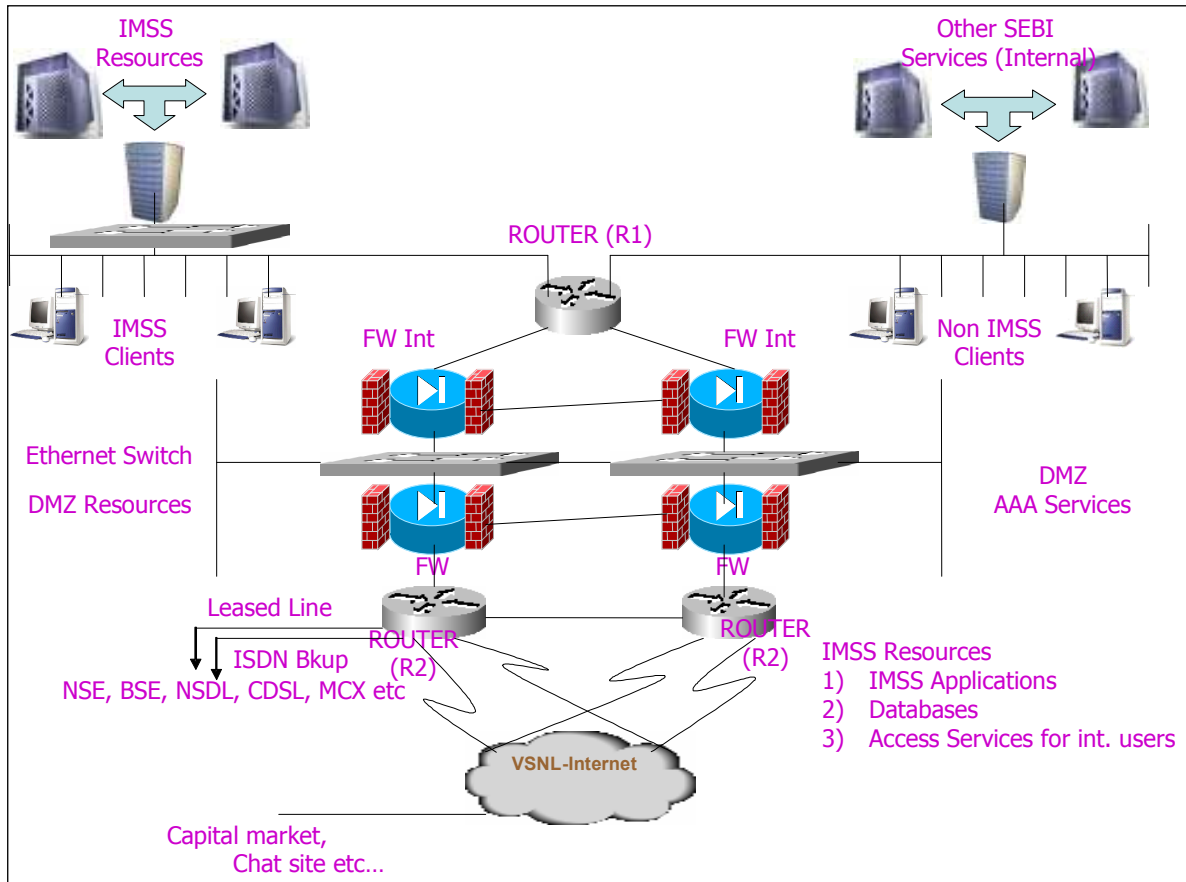 IMSS
Resources
Other SEBI
Services (Internal)
ROUTER (R1)
IMSS
Clients
FW Int
FW Int
Non IMSS
Clients
Ethernet Switch
DMZ Resources
DMZ
AAA Services
FW
FW
Leased Line
ROUTER
(R2)
ROUTER
(R2)
ISDN Bkup
NSE, BSE, NSDL, CDSL, MCX etc
IMSS Resources
1) IMSS Applications
2) Databases
3) Access Services for int. users
VSNL-Internet
Capital market,
Chat site etc...